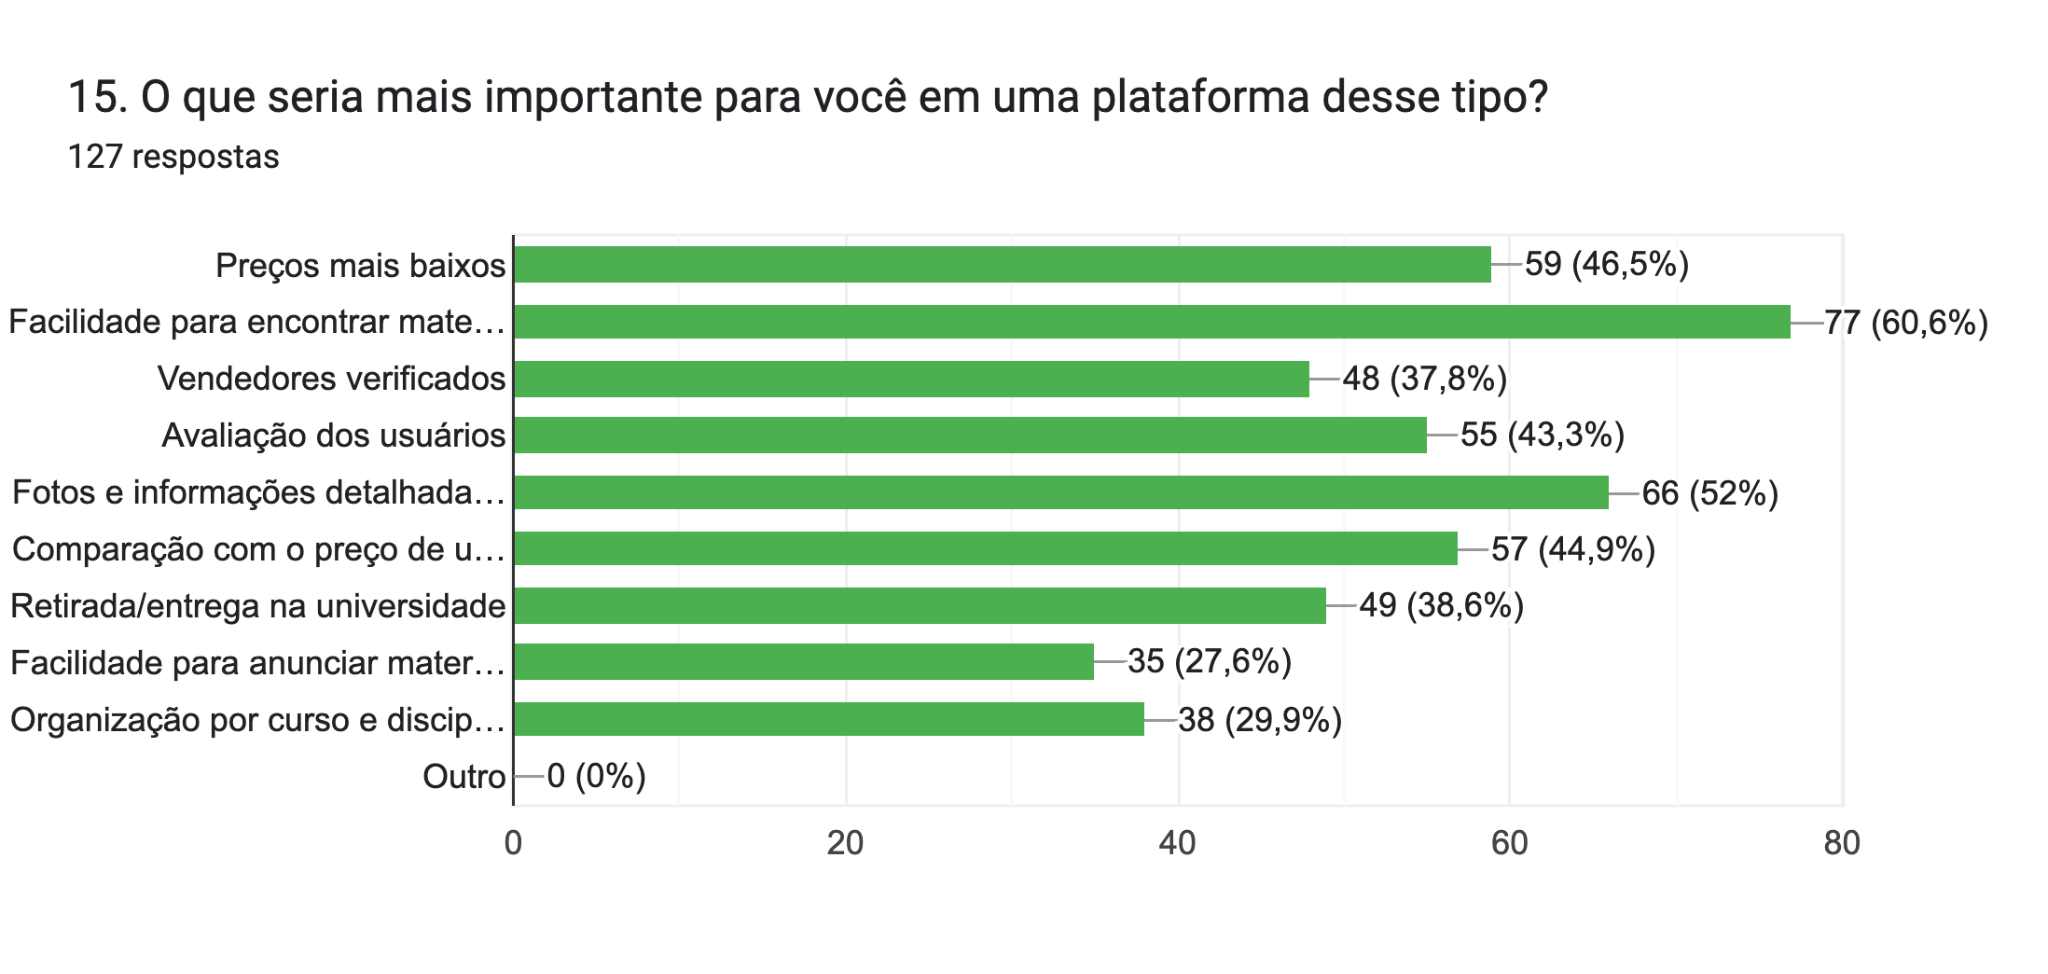 15. O que seria mais importante para você em uma plataforma desse tipo?
127 respostas
Preços mais baixos 59 (46,5%)
Facilidade para encontrar mate… 77 (60,6%)
Vendedores verificados 48 (37,8%)
Avaliação dos usuários 55 (43,3%)
Fotos e informações detalhada… 66 (52%)
Comparação com o preço de u… 57 (44,9%)
Retirada/entrega na universidade 49 (38,6%)
Facilidade para anunciar mater… 35 (27,6%)
Organização por curso e discip… 38 (29,9%)
Outro 0 (0%)
0 20 40 60 80